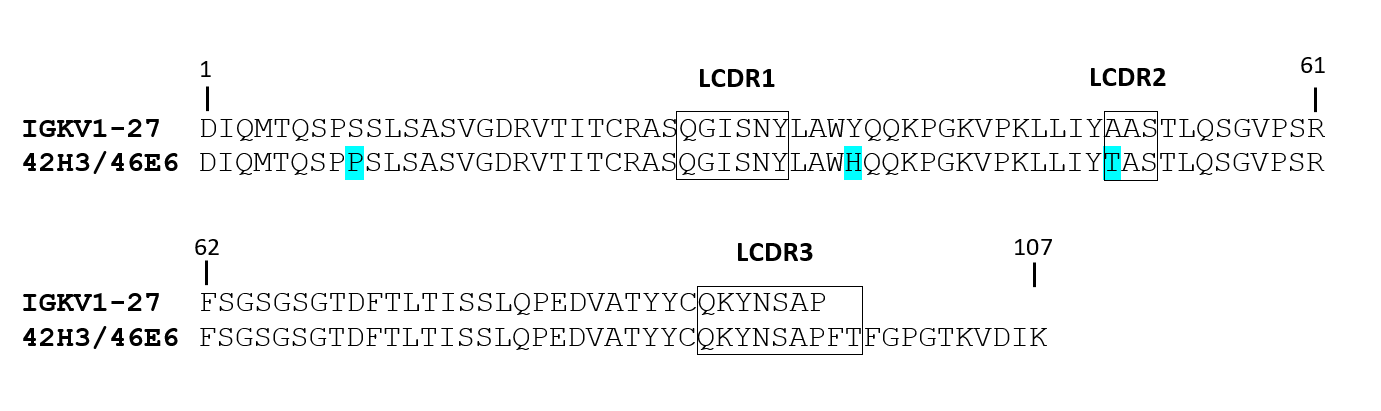 1 LCDR1 LCDR2 61
IGKV1-27 DIQMTQSPSSLSASVGDRVTITCRASQGISNYLAWYQQKPGKVPKLLIYAASTLQSGVPSR
42H3/46E6 DIQMTQSPPSLSASVGDRVTITCRASQGISNYLAWHQQKPGKVPKLLIYTASTLQSGVPSR
62 LCDR3 107
IGKV1-27 FSGSGSGTDFTLTISSLQPEDVATYYCQKYNSAP
42H3/46E6 FSGSGSGTDFTLTISSLQPEDVATYYCQKYNSAPFTFGPGTKVDIK